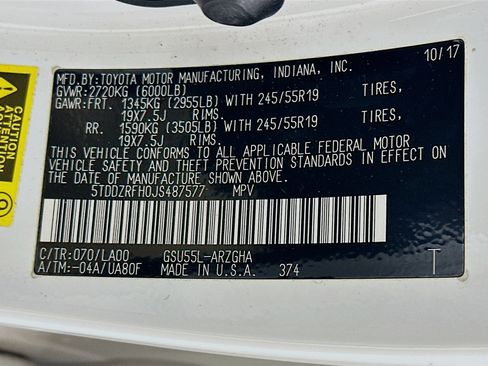 MFD. BY:TOYOTA MOTOR MANUFACTURING, INDIANA, INC. 10/17
GVWR:2720KG (6000LB)
GAWR:FRT. 1345KG (2955LB) WITH 245/55R19 TIRES,
19X7.5J RIMS.
RR. 1590KG (3505LB) WITH 245/55R19 TIRES,
19X7.5J RIMS.
THIS VEHICLE CONFORMS TO ALL APPLICABLE FEDERAL MOTOR
VEHICLE SAFETY AND THEFT PREVENTION STANDARDS IN EFFECT
ON THE DATE OF MANUFACTURE SHOWN ABOVE.
5TDDZRFH0JS487577 MPV
C/TR:070/LA00 GSU55L-ARZGHA
A/TM:-04A/UA80F MADE IN U.S.A. 374 T
CAUTION
ATTENTION